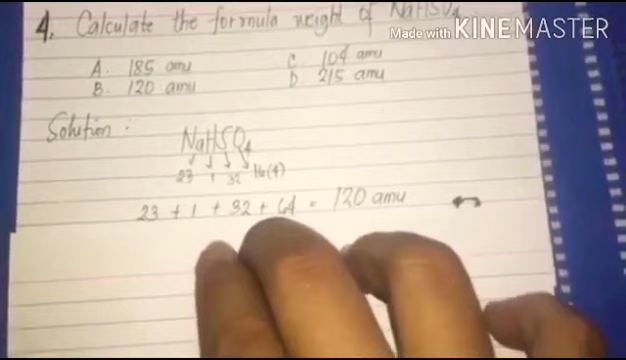 4. Calculate the formula weight of NaHSO4
Made with KINEMASTER
A. 185 amu
C. 104 amu
B. 120 amu
D. 215 amu
Solution:
NaHSO4
23 1 32 16(4)
23 + 1 + 32 + 64 = 120 amu